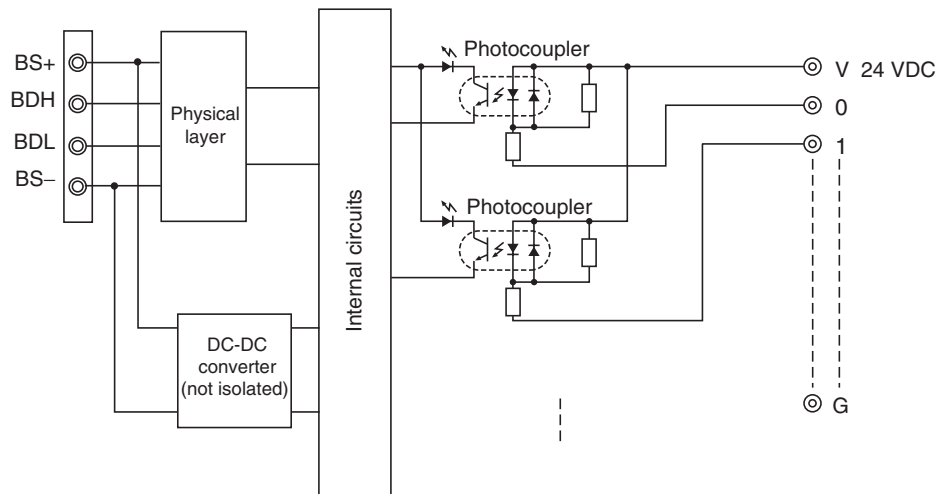 BS+
BDH
BDL
BS−
Physical
layer
DC-DC
converter
(not isolated)
Internal circuits
Photocoupler
Photocoupler
V 24 VDC
0
1
G